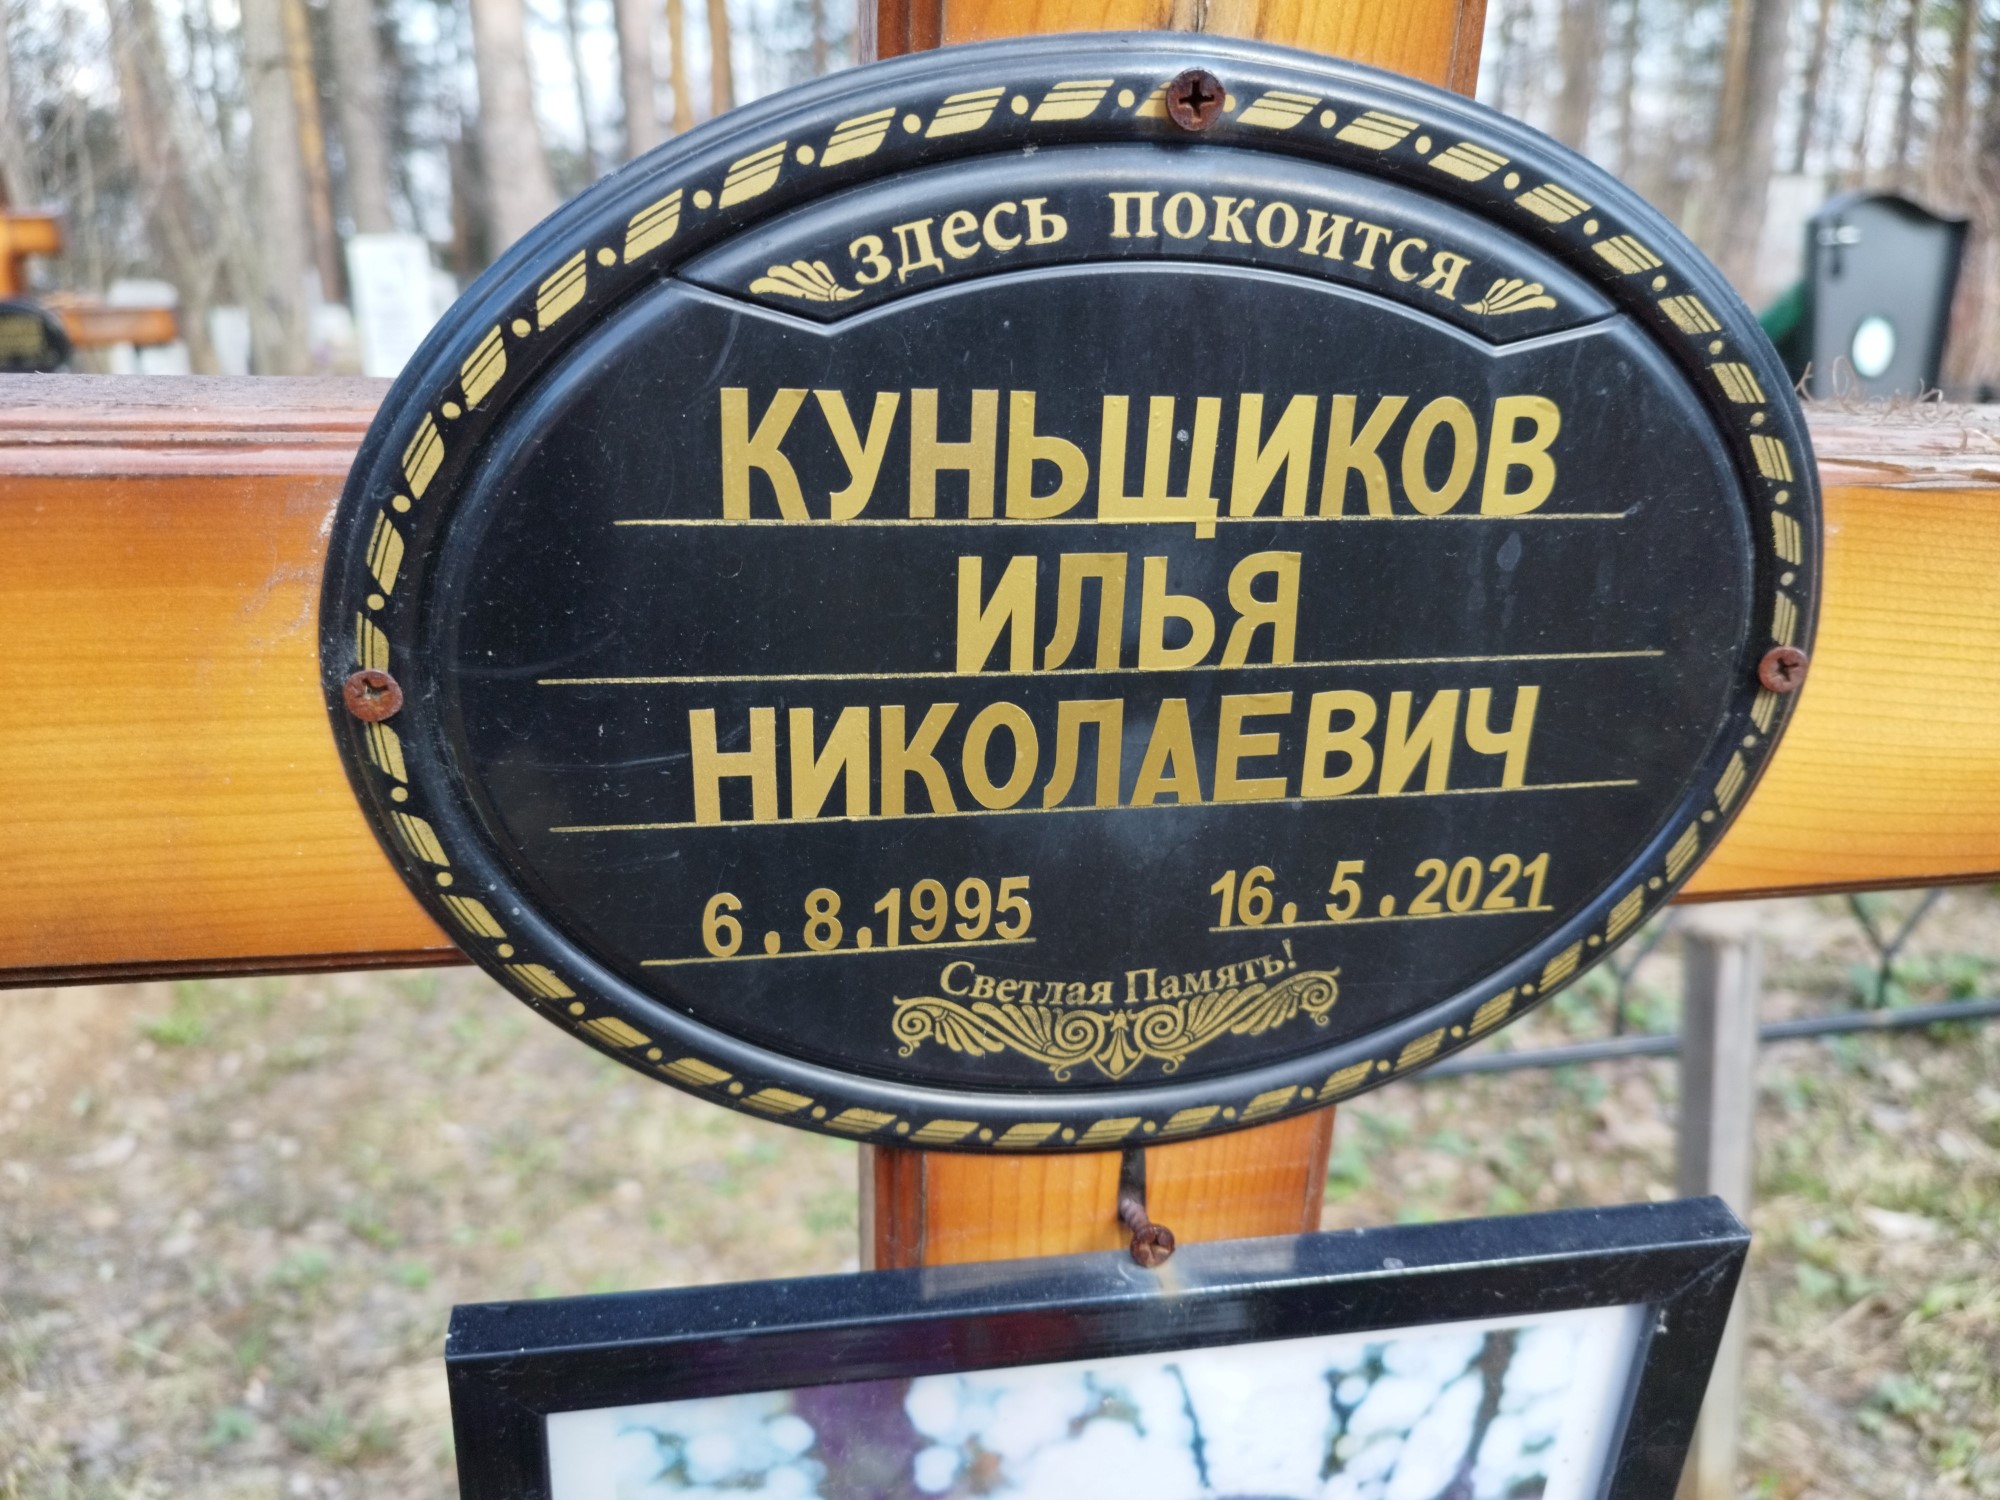 здесь покоится
КУНЬЩИКОВ
ИЛЬЯ
НИКОЛАЕВИЧ
6.8.1995 16.5.2021
Светлая Память!